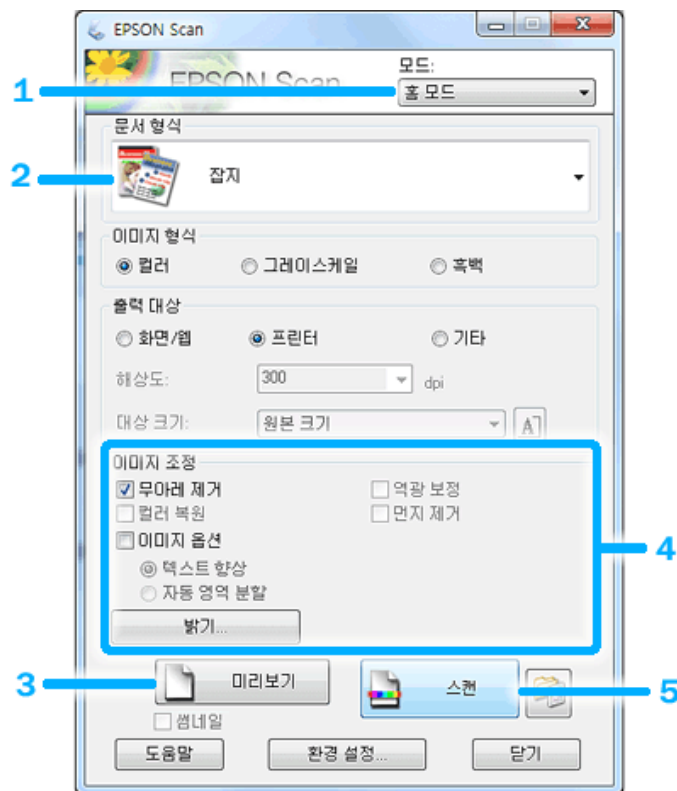 EPSON Scan
EPSON Scan
모드:
1
홈 모드
문서 형식
2
잡지
이미지 형식
컬러 그레이스케일 흑백
출력 대상
화면/웹 프린터 기타
해상도: 300 dpi
대상 크기: 원본 크기
이미지 조정
무아레 제거 역광 보정
컬러 복원 먼지 제거
이미지 옵션
4
텍스트 향상
자동 영역 분할
밝기...
3 미리보기 스캔 5
썸네일
도움말 환경 설정... 닫기